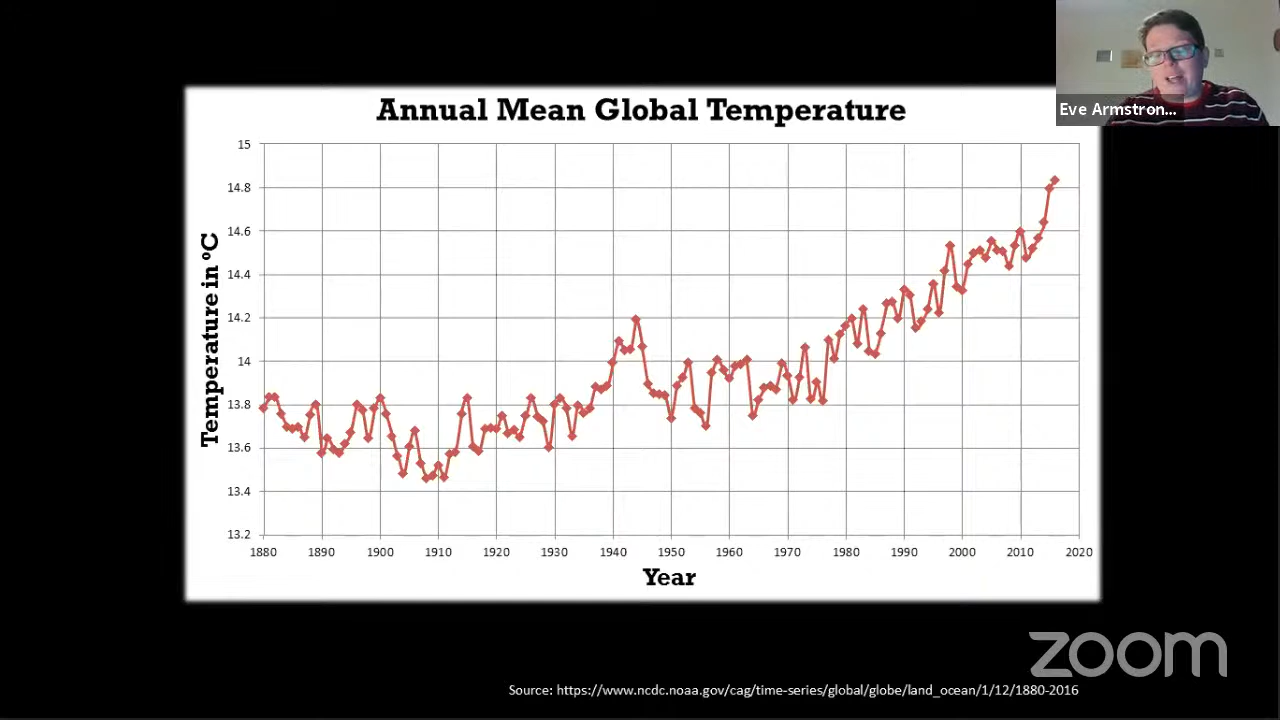 Eve Armstron...
Annual Mean Global Temperature
15
14.8
14.6
14.4
14.2
14
13.8
13.6
13.4
13.2
Temperature in ºC
1880 1890 1900 1910 1920 1930 1940 1950 1960 1970 1980 1990 2000 2010 2020
Year
zoom
Source: https://www.ncdc.noaa.gov/cag/time-series/global/globe/land_ocean/1/12/1880-2016